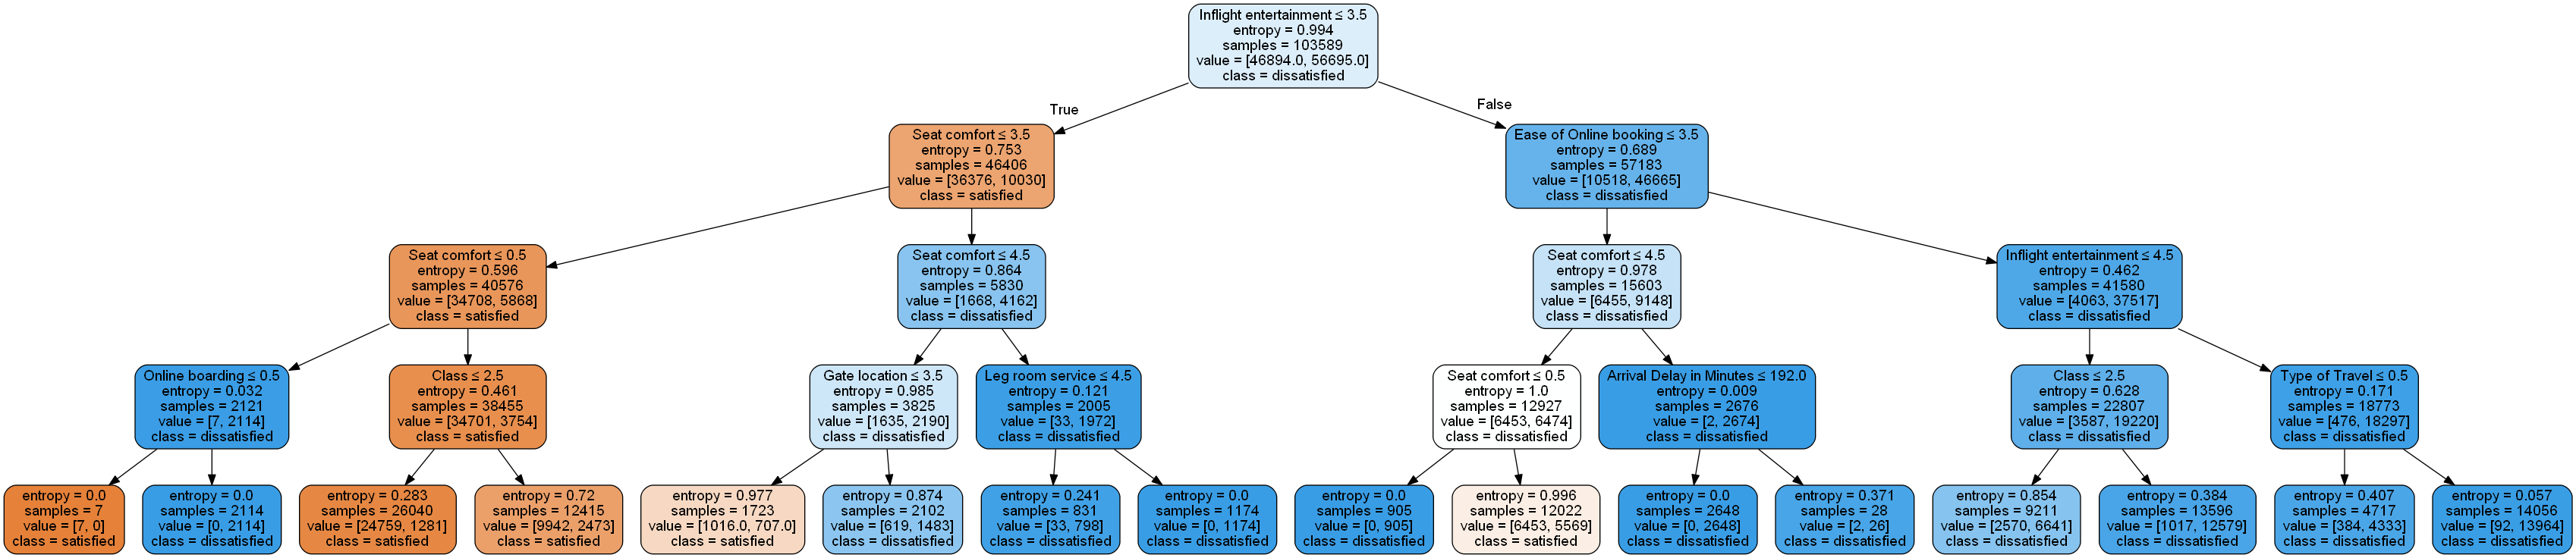 Inflight entertainment ≤ 3.5
entropy = 0.994
samples = 103589
value = [46894.0, 56695.0]
class = dissatisfied
True
False
Seat comfort ≤ 3.5
entropy = 0.753
samples = 46406
value = [36376, 10030]
class = satisfied
Ease of Online booking ≤ 3.5
entropy = 0.689
samples = 57183
value = [10518, 46665]
class = dissatisfied
Seat comfort ≤ 0.5
entropy = 0.596
samples = 40576
value = [34708, 5868]
class = satisfied
Seat comfort ≤ 4.5
entropy = 0.864
samples = 5830
value = [1668, 4162]
class = dissatisfied
Seat comfort ≤ 4.5
entropy = 0.978
samples = 15603
value = [6455, 9148]
class = dissatisfied
Inflight entertainment ≤ 4.5
entropy = 0.462
samples = 41580
value = [4063, 37517]
class = dissatisfied
Online boarding ≤ 0.5
entropy = 0.032
samples = 2121
value = [7, 2114]
class = dissatisfied
Class ≤ 2.5
entropy = 0.461
samples = 38455
value = [34701, 3754]
class = satisfied
Gate location ≤ 3.5
entropy = 0.985
samples = 3825
value = [1635, 2190]
class = dissatisfied
Leg room service ≤ 4.5
entropy = 0.121
samples = 2005
value = [33, 1972]
class = dissatisfied
Seat comfort ≤ 0.5
entropy = 1.0
samples = 12927
value = [6453, 6474]
class = dissatisfied
Arrival Delay in Minutes ≤ 192.0
entropy = 0.009
samples = 2676
value = [2, 2674]
class = dissatisfied
Class ≤ 2.5
entropy = 0.628
samples = 22807
value = [3587, 19220]
class = dissatisfied
Type of Travel ≤ 0.5
entropy = 0.171
samples = 18773
value = [476, 18297]
class = dissatisfied
entropy = 0.0
samples = 7
value = [7, 0]
class = satisfied
entropy = 0.0
samples = 2114
value = [0, 2114]
class = dissatisfied
entropy = 0.283
samples = 26040
value = [24759, 1281]
class = satisfied
entropy = 0.72
samples = 12415
value = [9942, 2473]
class = satisfied
entropy = 0.977
samples = 1723
value = [1016.0, 707.0]
class = satisfied
entropy = 0.874
samples = 2102
value = [619, 1483]
class = dissatisfied
entropy = 0.241
samples = 831
value = [33, 798]
class = dissatisfied
entropy = 0.0
samples = 1174
value = [0, 1174]
class = dissatisfied
entropy = 0.0
samples = 905
value = [0, 905]
class = dissatisfied
entropy = 0.996
samples = 12022
value = [6453, 5569]
class = satisfied
entropy = 0.0
samples = 2648
value = [0, 2648]
class = dissatisfied
entropy = 0.371
samples = 28
value = [2, 26]
class = dissatisfied
entropy = 0.854
samples = 9211
value = [2570, 6641]
class = dissatisfied
entropy = 0.384
samples = 13596
value = [1017, 12579]
class = dissatisfied
entropy = 0.407
samples = 4717
value = [384, 4333]
class = dissatisfied
entropy = 0.057
samples = 14056
value = [92, 13964]
class = dissatisfied